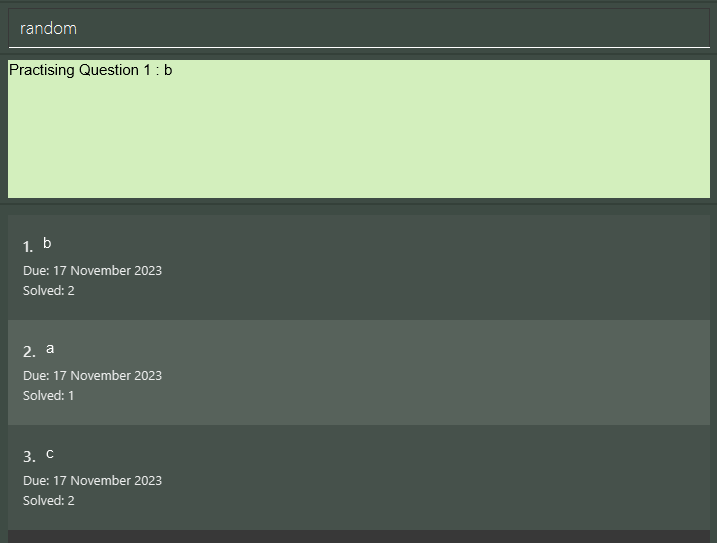 random
Practising Question 1 : b
1. b
Due: 17 November 2023
Solved: 2
2. a
Due: 17 November 2023
Solved: 1
3. c
Due: 17 November 2023
Solved: 2